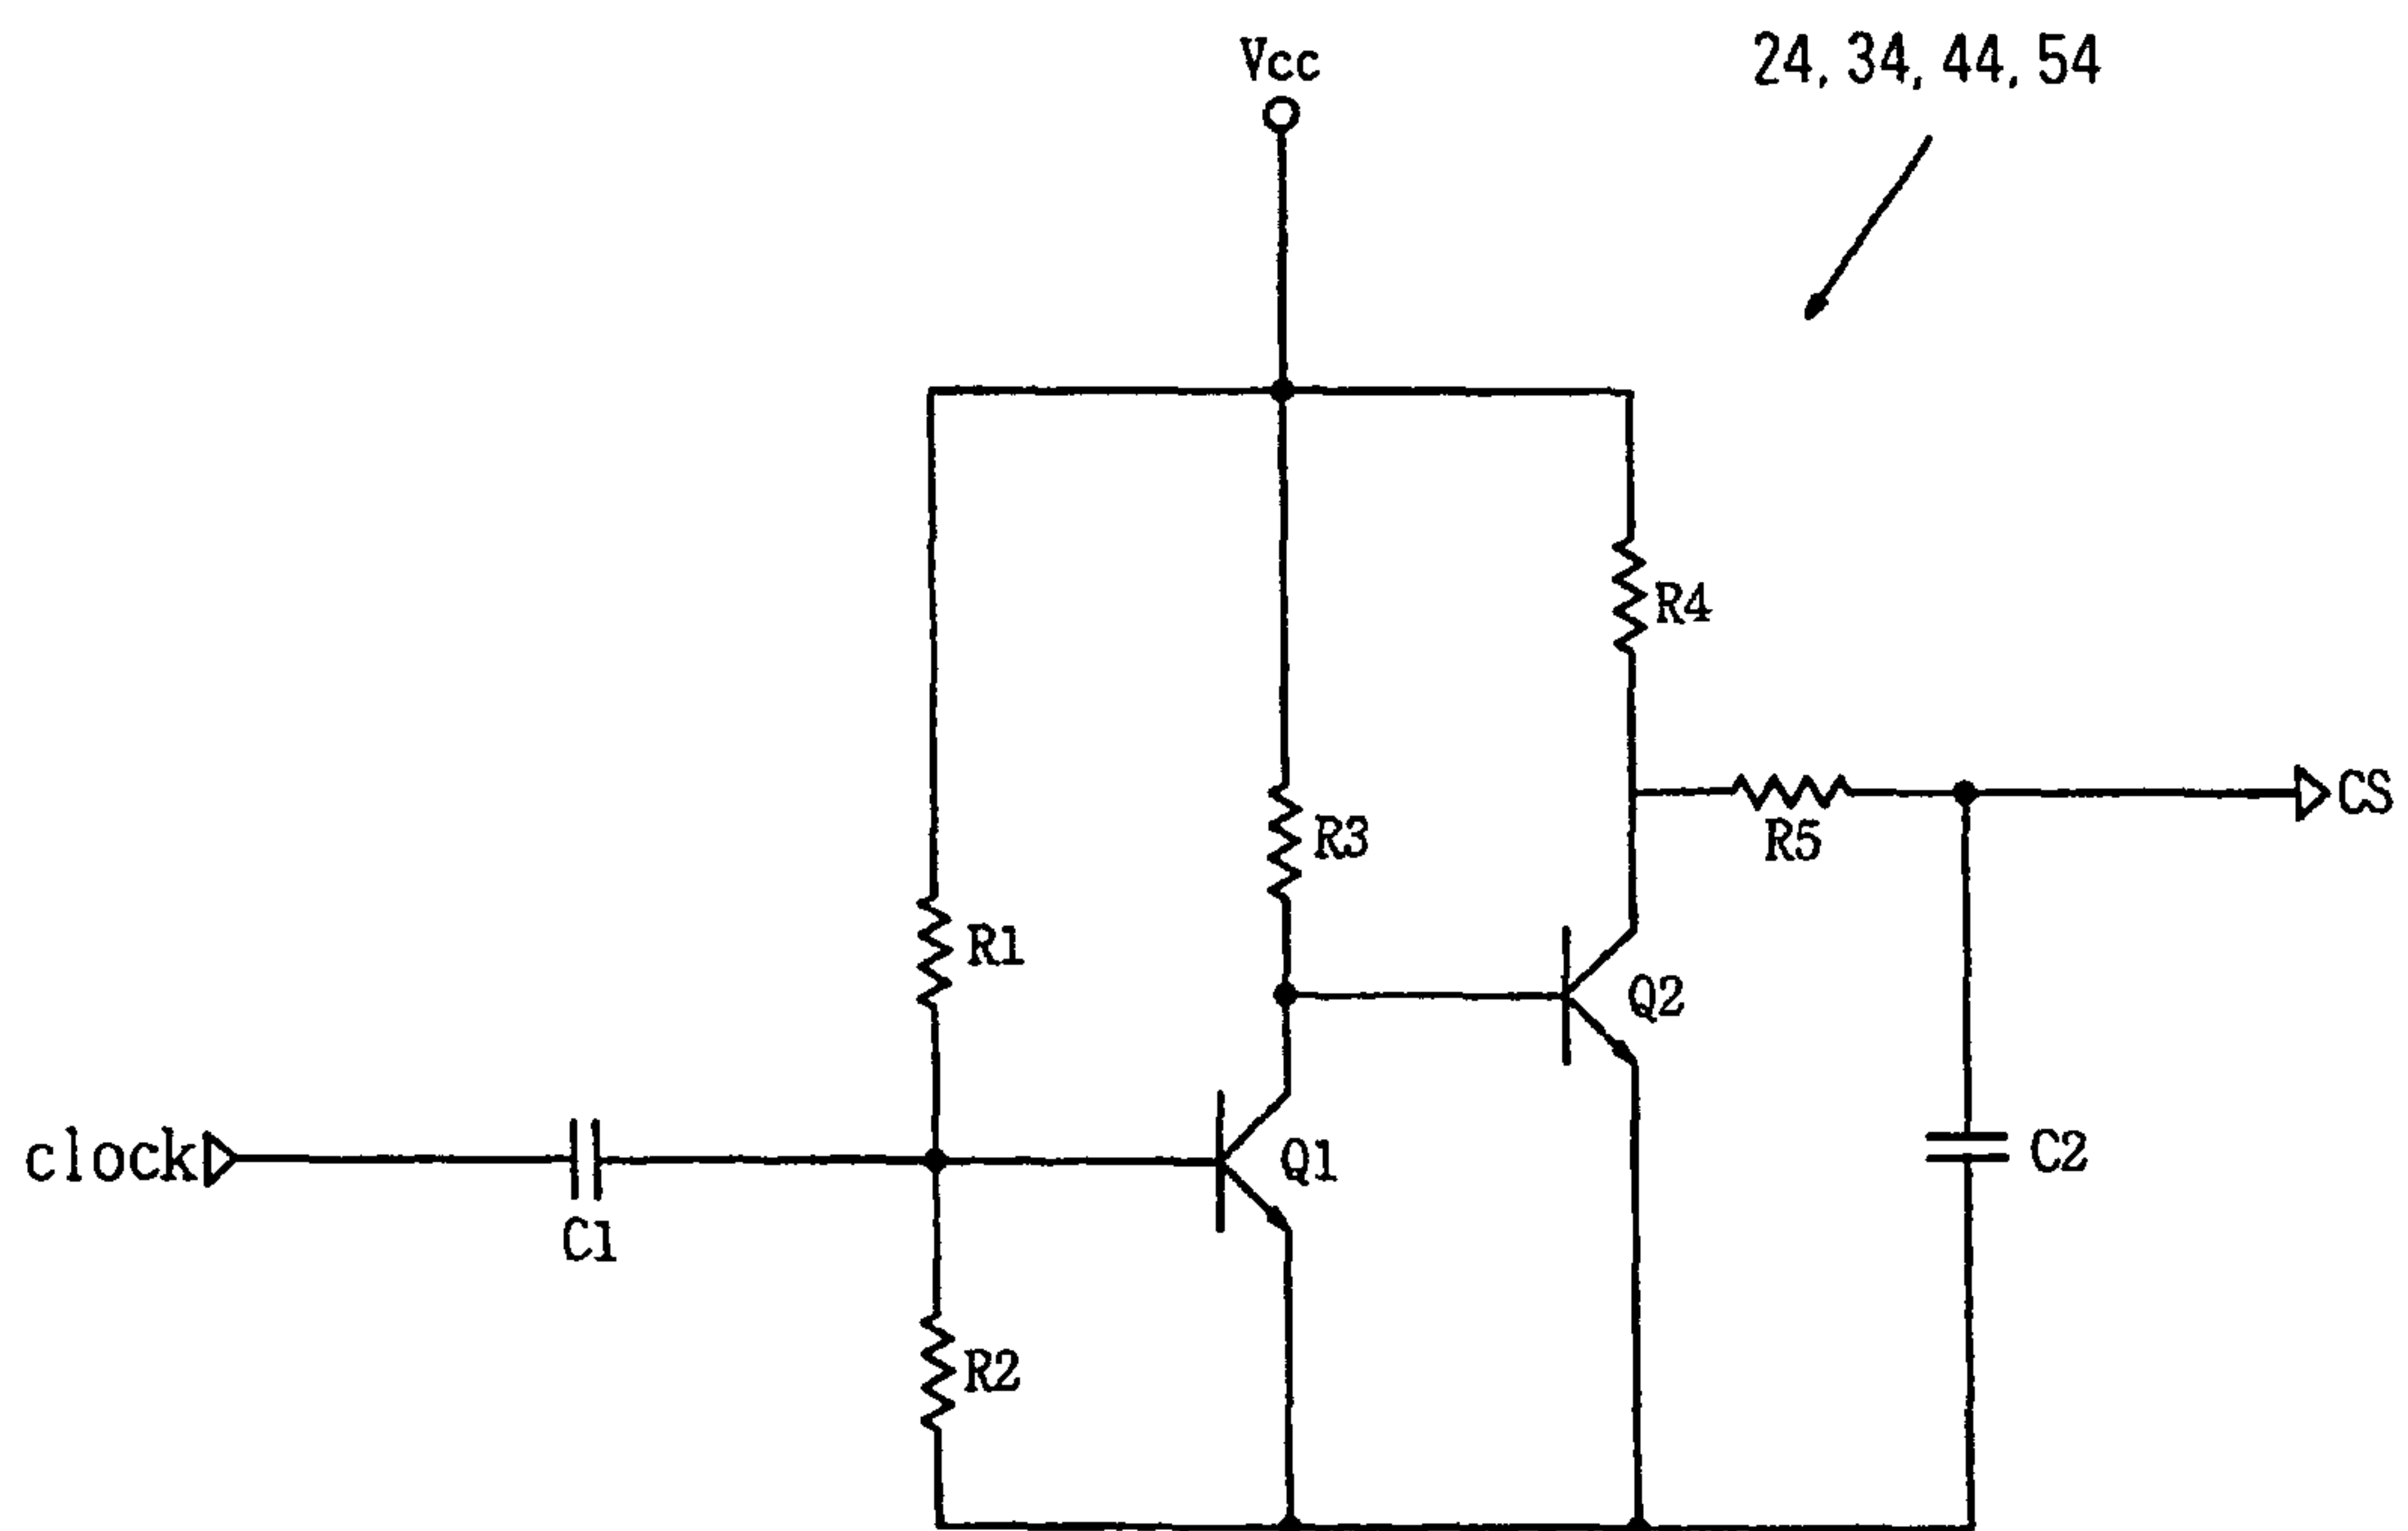 Vcc
24, 34, 44, 54
R4
CS
R5
R3
R1
Q2
clock
C1
Q1
C2
R2